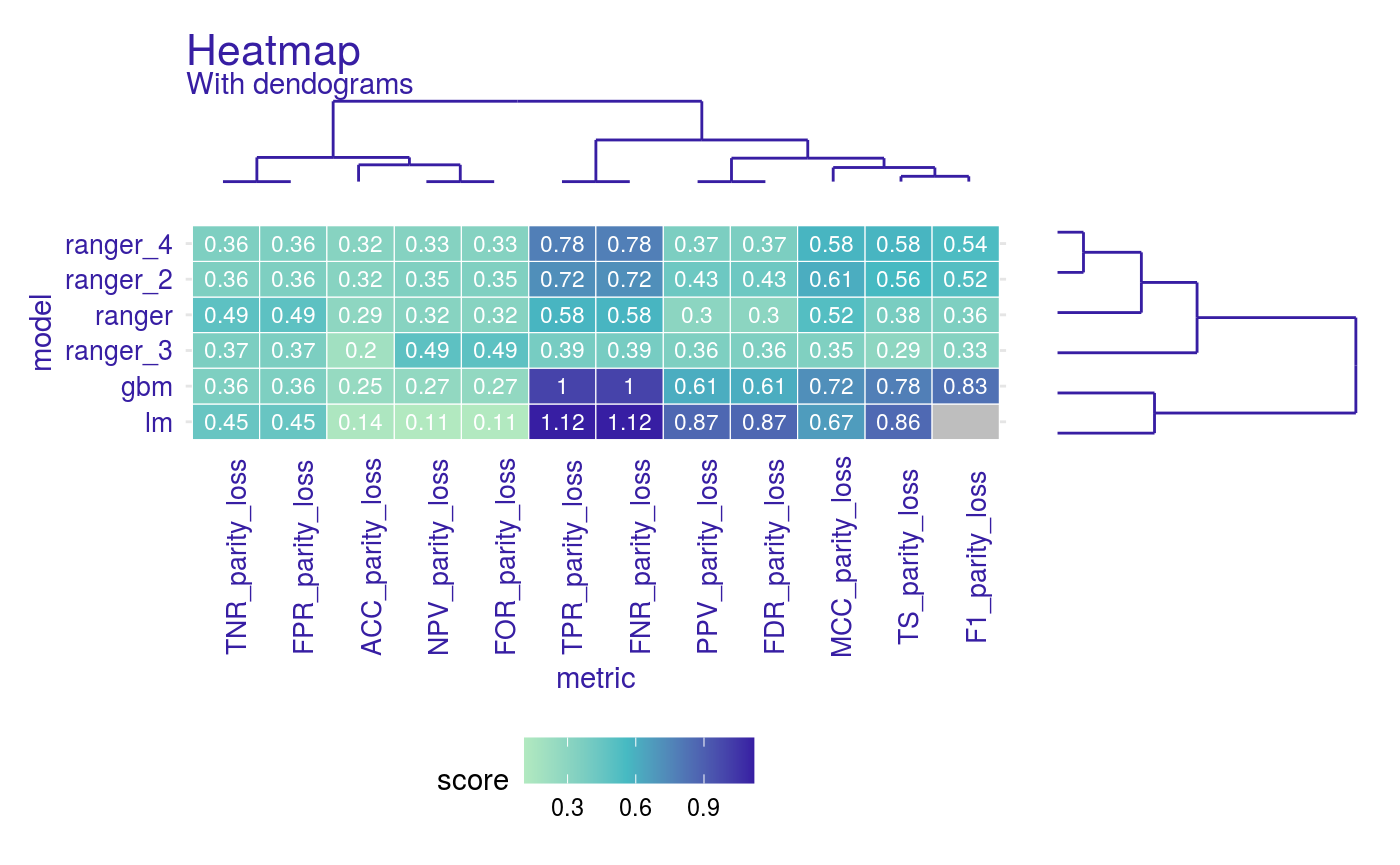 Heatmap
With dendograms
model
ranger_4 0.36 0.36 0.32 0.33 0.33 0.78 0.78 0.37 0.37 0.58 0.58 0.54
ranger_2 0.36 0.36 0.32 0.35 0.35 0.72 0.72 0.43 0.43 0.61 0.56 0.52
ranger 0.49 0.49 0.29 0.32 0.32 0.58 0.58 0.3 0.3 0.52 0.38 0.36
ranger_3 0.37 0.37 0.2 0.49 0.49 0.39 0.39 0.36 0.36 0.35 0.29 0.33
gbm 0.36 0.36 0.25 0.27 0.27 1 1 0.61 0.61 0.72 0.78 0.83
lm 0.45 0.45 0.14 0.11 0.11 1.12 1.12 0.87 0.87 0.67 0.86
TNR_parity_loss
FPR_parity_loss
ACC_parity_loss
NPV_parity_loss
FOR_parity_loss
TPR_parity_loss
FNR_parity_loss
PPV_parity_loss
FDR_parity_loss
MCC_parity_loss
TS_parity_loss
F1_parity_loss
metric
score
0.3 0.6 0.9